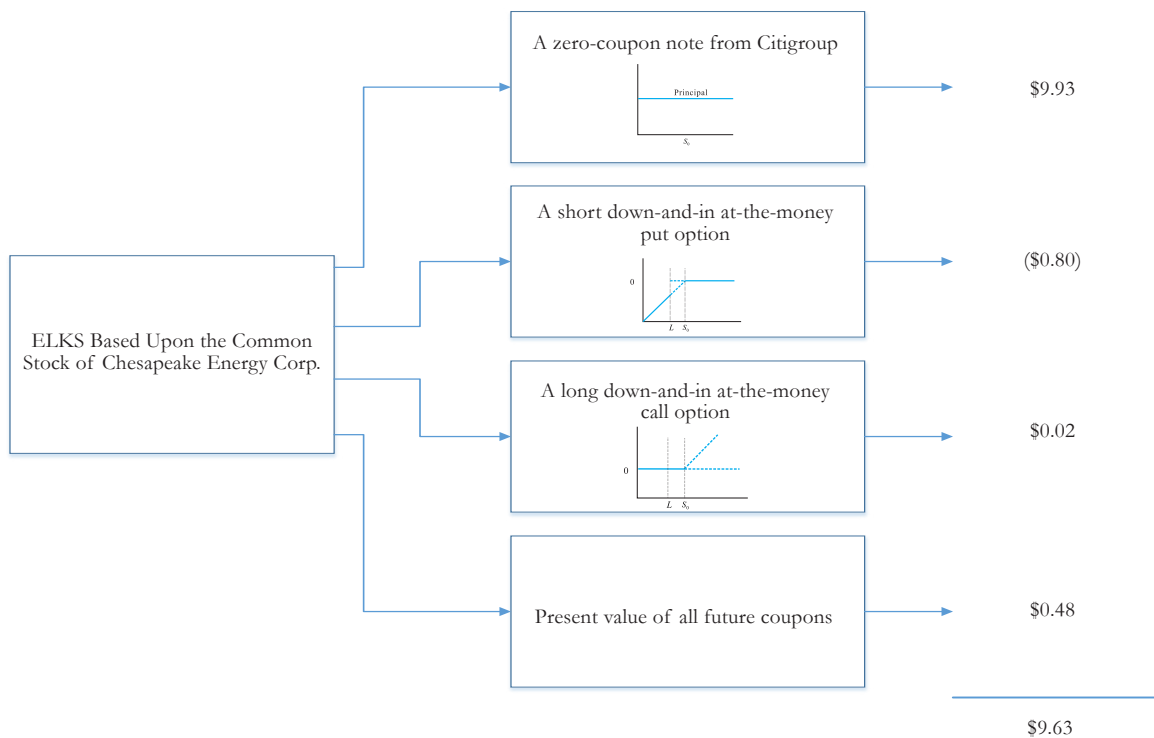 ELKS Based Upon the Common
Stock of Chesapeake Energy Corp.
A zero-coupon note from Citigroup
Principal
S₀
$9.93
A short down-and-in at-the-money
put option
0
L
S₀
($0.80)
A long down-and-in at-the-money
call option
0
L
S₀
$0.02
Present value of all future coupons
$0.48
$9.63